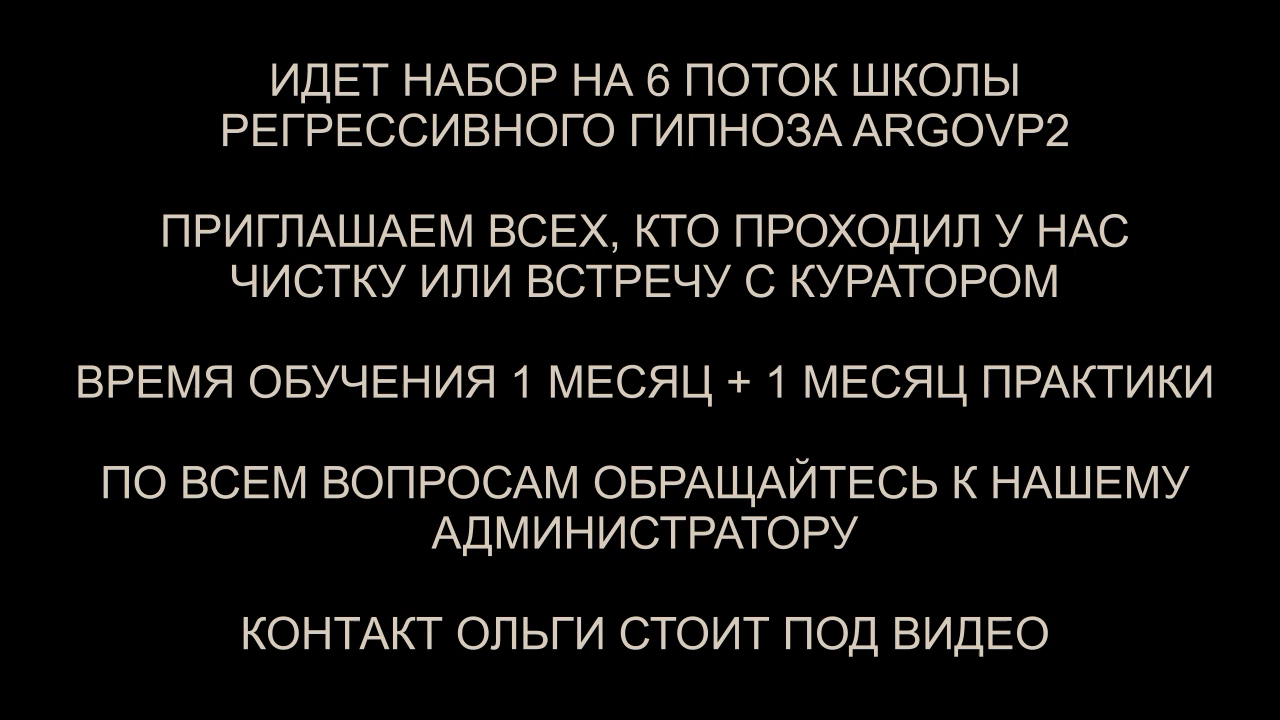 ИДЕТ НАБОР НА 6 ПОТОК ШКОЛЫ
РЕГРЕССИВНОГО ГИПНОЗА ARGOVP2
ПРИГЛАШАЕМ ВСЕХ, КТО ПРОХОДИЛ У НАС
ЧИСТКУ ИЛИ ВСТРЕЧУ С КУРАТОРОМ
ВРЕМЯ ОБУЧЕНИЯ 1 МЕСЯЦ + 1 МЕСЯЦ ПРАКТИКИ
ПО ВСЕМ ВОПРОСАМ ОБРАЩАЙТЕСЬ К НАШЕМУ
АДМИНИСТРАТОРУ
КОНТАКТ ОЛЬГИ СТОИТ ПОД ВИДЕО